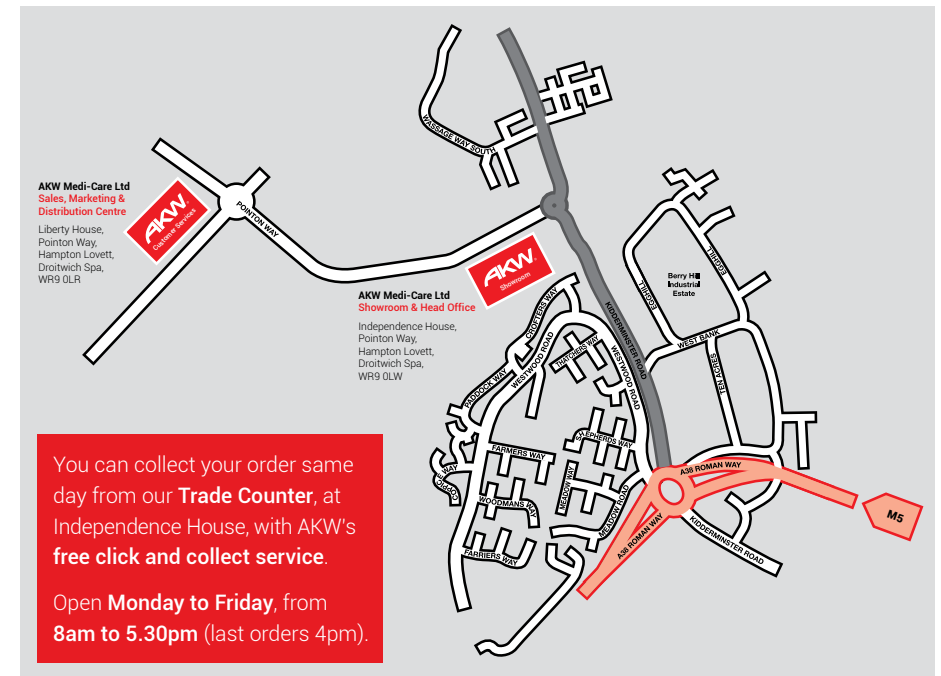 WASSAGE WAY SOUTH
AKW Medi-Care Ltd
Sales, Marketing &
Distribution Centre
Liberty House,
Pointon Way,
Hampton Lovett,
Droitwich Spa,
WR9 0LR
AKW
Customer Services
POINTON WAY
AKW
Showroom
AKW Medi-Care Ltd
Showroom & Head Office
Independence House,
Pointon Way,
Hampton Lovett,
Droitwich Spa,
WR9 0LW
EGGHILL
EGGHILL
Berry Hill
Industrial
Estate
KIDDERMINSTER ROAD
WEST BANK
TEN ACRES
CROFTERS WAY
WESTWOOD ROAD
THATCHERS WAY
WESTWOOD ROAD
PADDOCK WAY
SHEPHERDS WAY
FARMERS WAY
COPPICE WAY
MEADOW WAY
WOODMANS WAY
MEADOW ROAD
FARRIERS WAY
A38 ROMAN WAY
A38 ROMAN WAY
KIDDERMINSTER ROAD
M5
You can collect your order same
day from our Trade Counter, at
Independence House, with AKW's
free click and collect service.
Open Monday to Friday, from
8am to 5.30pm (last orders 4pm).